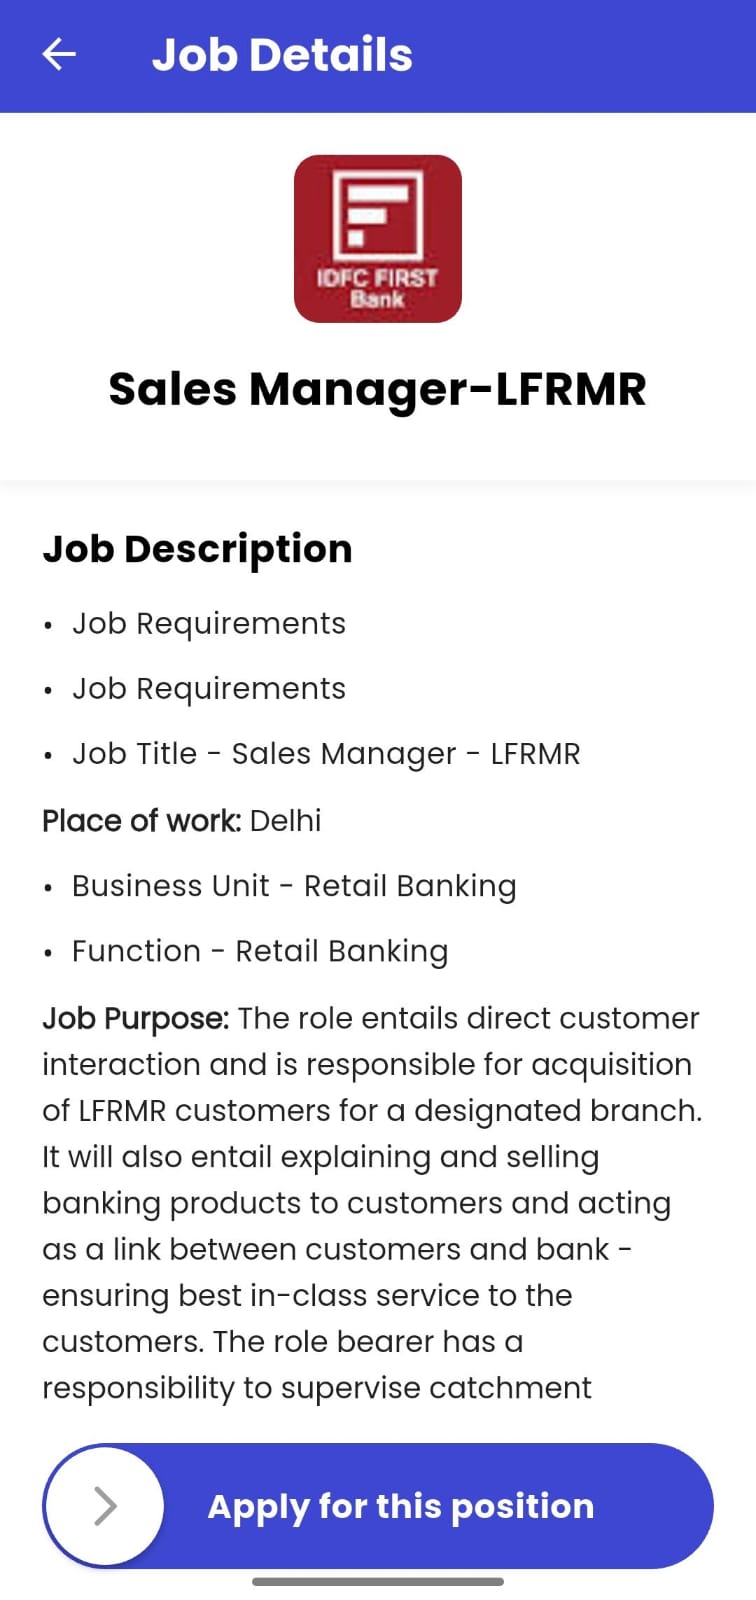 Job Details
IDFC FIRST
Bank
Sales Manager-LFRMR
Job Description
• Job Requirements
• Job Requirements
• Job Title - Sales Manager - LFRMR
Place of work: Delhi
• Business Unit - Retail Banking
• Function - Retail Banking
Job Purpose: The role entails direct customer
interaction and is responsible for acquisition
of LFRMR customers for a designated branch.
It will also entail explaining and selling
banking products to customers and acting
as a link between customers and bank -
ensuring best in-class service to the
customers. The role bearer has a
responsibility to supervise catchment
Apply for this position